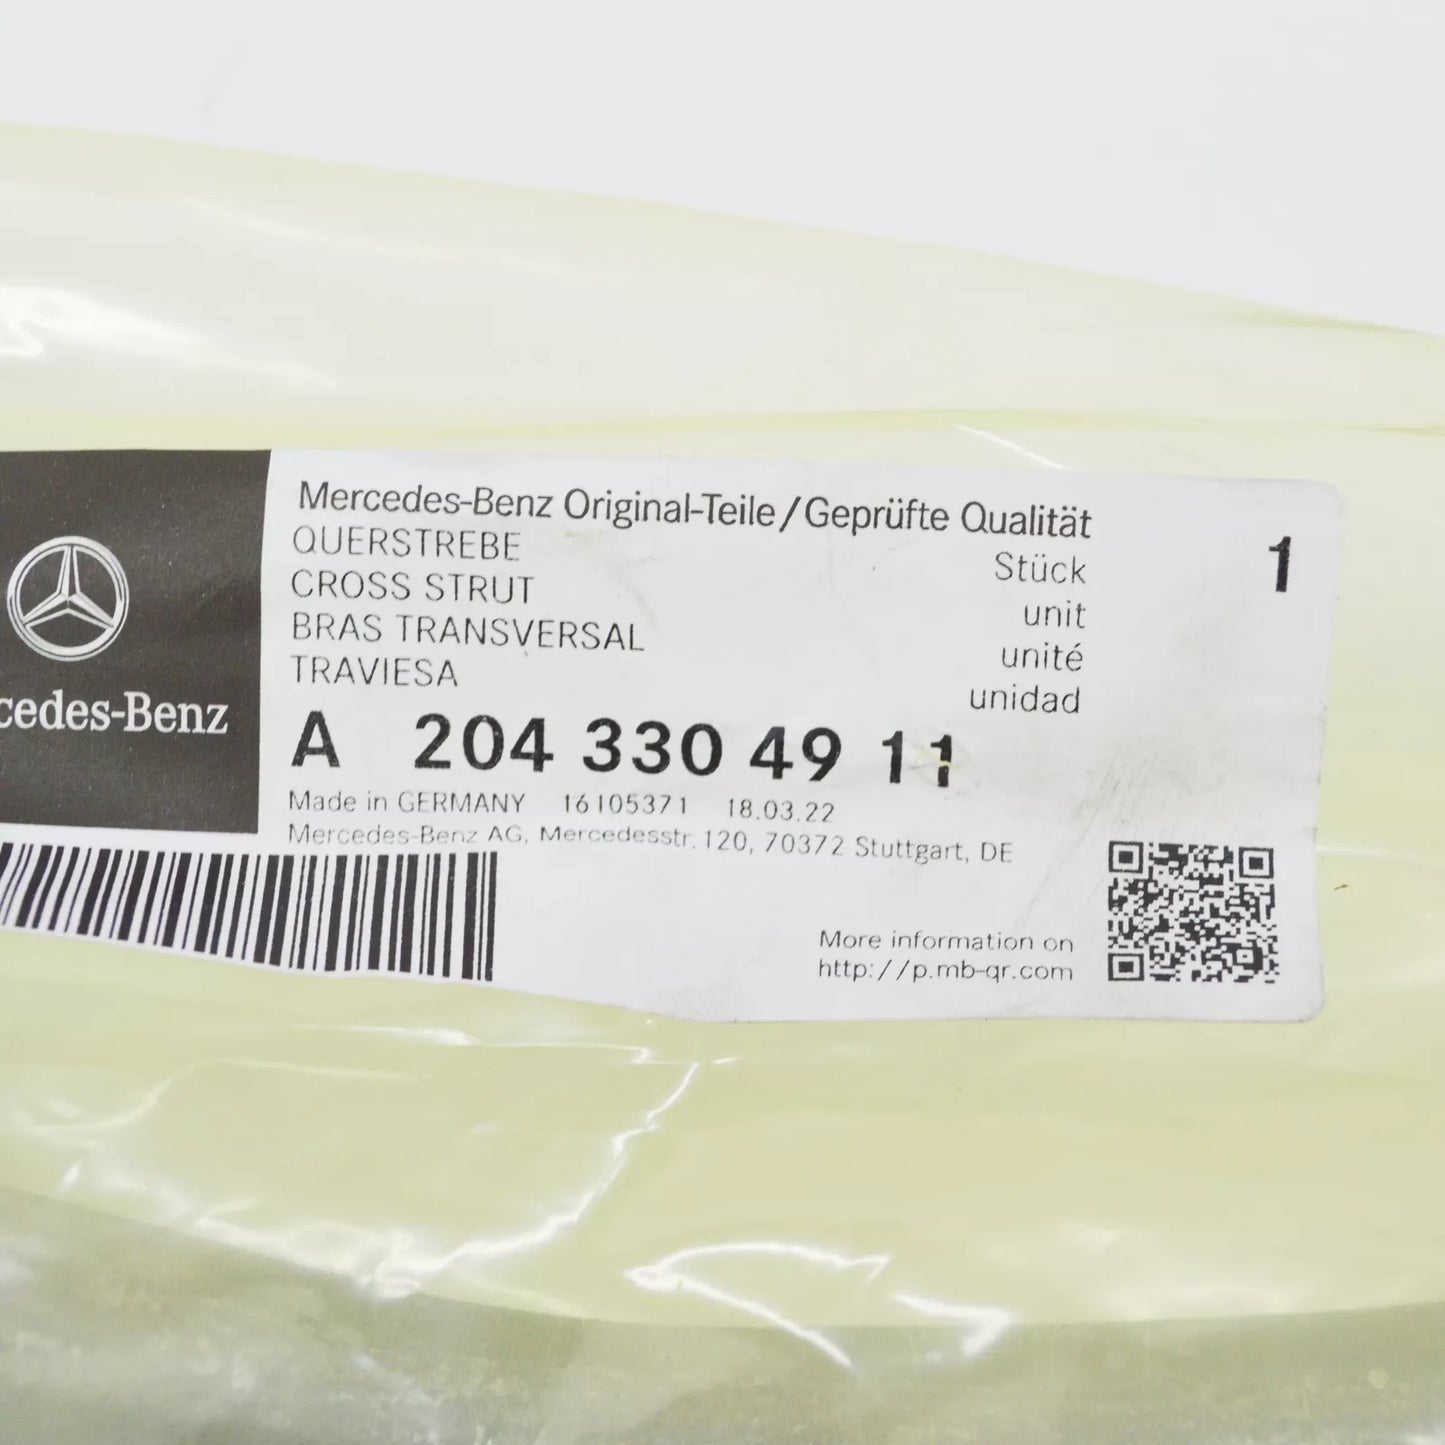 Mercedes-Benz Original-Teile/Geprüfte Qualität
QUERSTREBE
CROSS STRUT
BRAS TRANSVERSAL
TRAVIESA
Stück
unit
unité
unidad
1
cedes-Benz
A 204 330 49 11
Made in GERMANY 16105371 18.03.22
Mercedes-Benz AG, Mercedesstr. 120, 70372 Stuttgart, DE
More information on
http://p.mb-qr.com